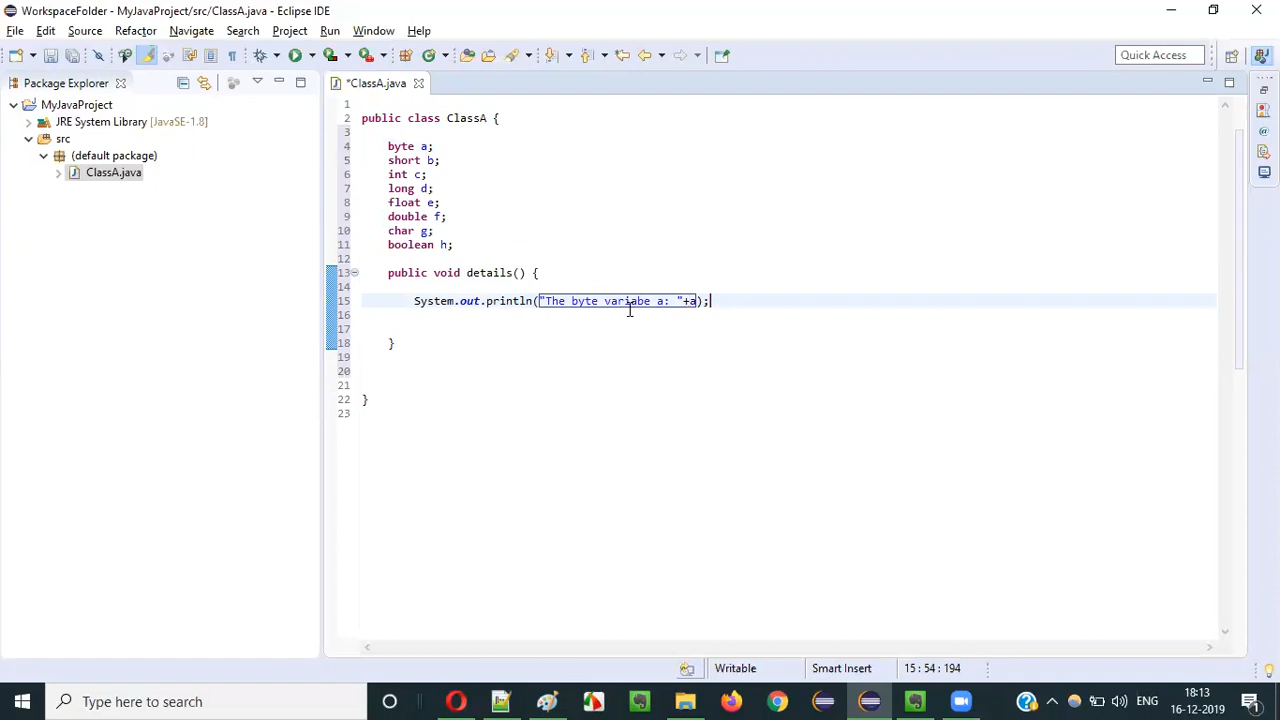 WorkspaceFolder - MyJavaProject/src/ClassA.java - Eclipse IDE
File Edit Source Refactor Navigate Search Project Run Window Help
Quick Access
Package Explorer
*ClassA.java
MyJavaProject
JRE System Library [JavaSE-1.8]
src
(default package)
ClassA.java
1
2 public class ClassA {
3
4 byte a;
5 short b;
6 int c;
7 long d;
8 float e;
9 double f;
10 char g;
11 boolean h;
12
13 public void details() {
14
15 System.out.println("The byte variabe a: "+a);
16
17
18 }
19
20
21
22 }
23
Writable Smart Insert 15 : 54 : 194
Type here to search
ENG
18:13
16-12-2019
1